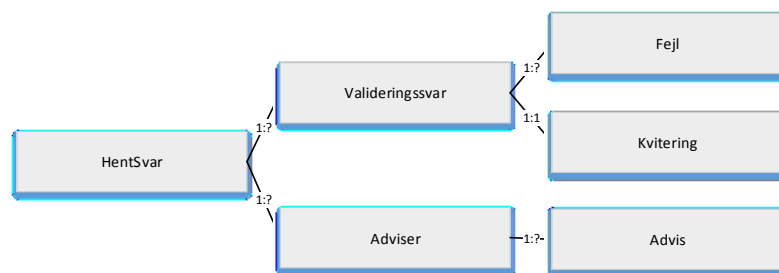 Fejl
1:?
Valideringssvar
1:?
1:1
Kvitering
HentSvar
1:?
Adviser
1:?
Advis